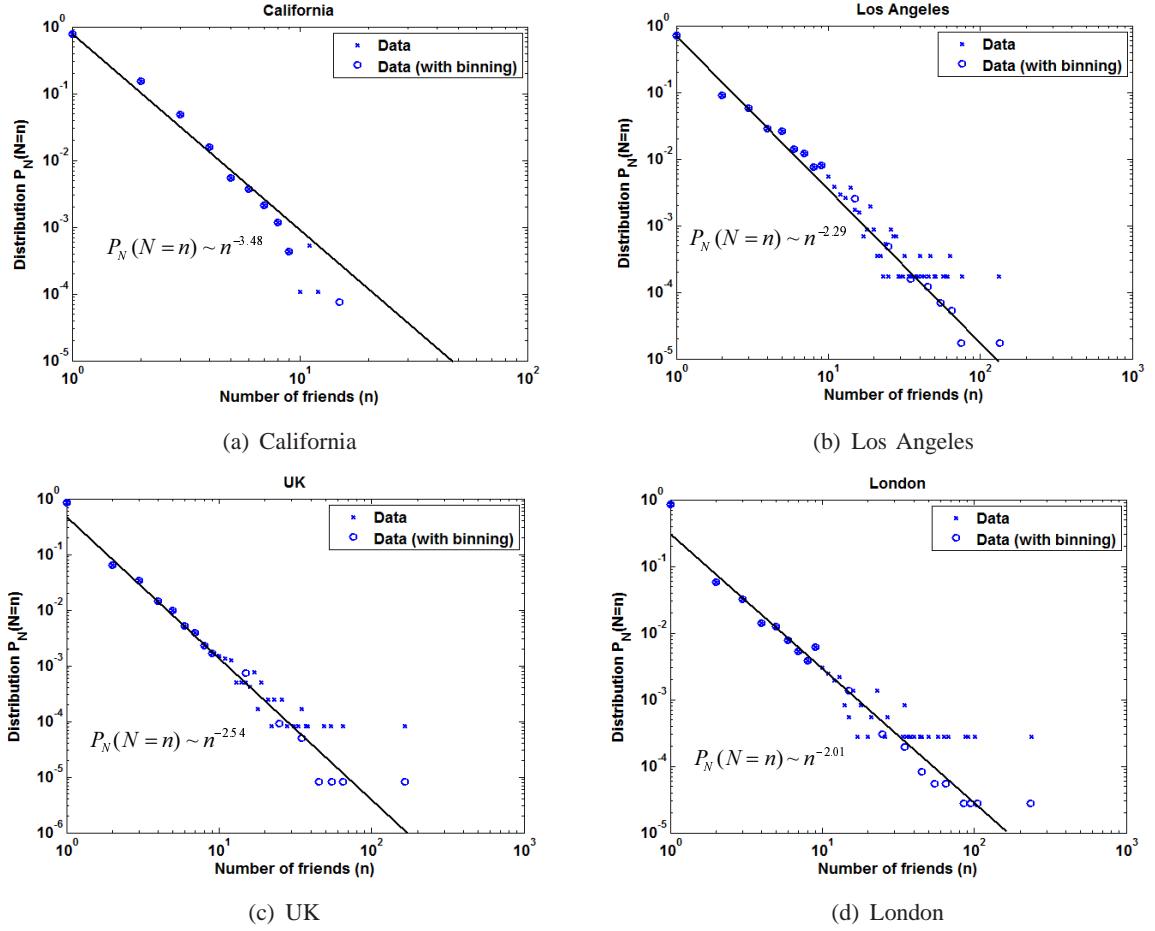 California
Data
Data (with binning)
Distribution P_N(N=n)
10^0
10^-1
10^-2
10^-3
10^-4
10^-5
P_N(N = n) ~ n^-3.48
10^0
10^1
10^2
Number of friends (n)
(a) California
Los Angeles
Data
Data (with binning)
Distribution P_N(N=n)
10^0
10^-1
10^-2
10^-3
10^-4
10^-5
P_N(N = n) ~ n^-2.29
10^0
10^1
10^2
10^3
Number of friends (n)
(b) Los Angeles
UK
Data
Data (with binning)
Distribution P_N(N=n)
10^0
10^-1
10^-2
10^-3
10^-4
10^-5
10^-6
P_N(N = n) ~ n^-2.54
10^0
10^1
10^2
10^3
Number of friends (n)
(c) UK
London
Data
Data (with binning)
Distribution P_N(N=n)
10^0
10^-1
10^-2
10^-3
10^-4
10^-5
P_N(N = n) ~ n^-2.01
10^0
10^1
10^2
10^3
Number of friends (n)
(d) London